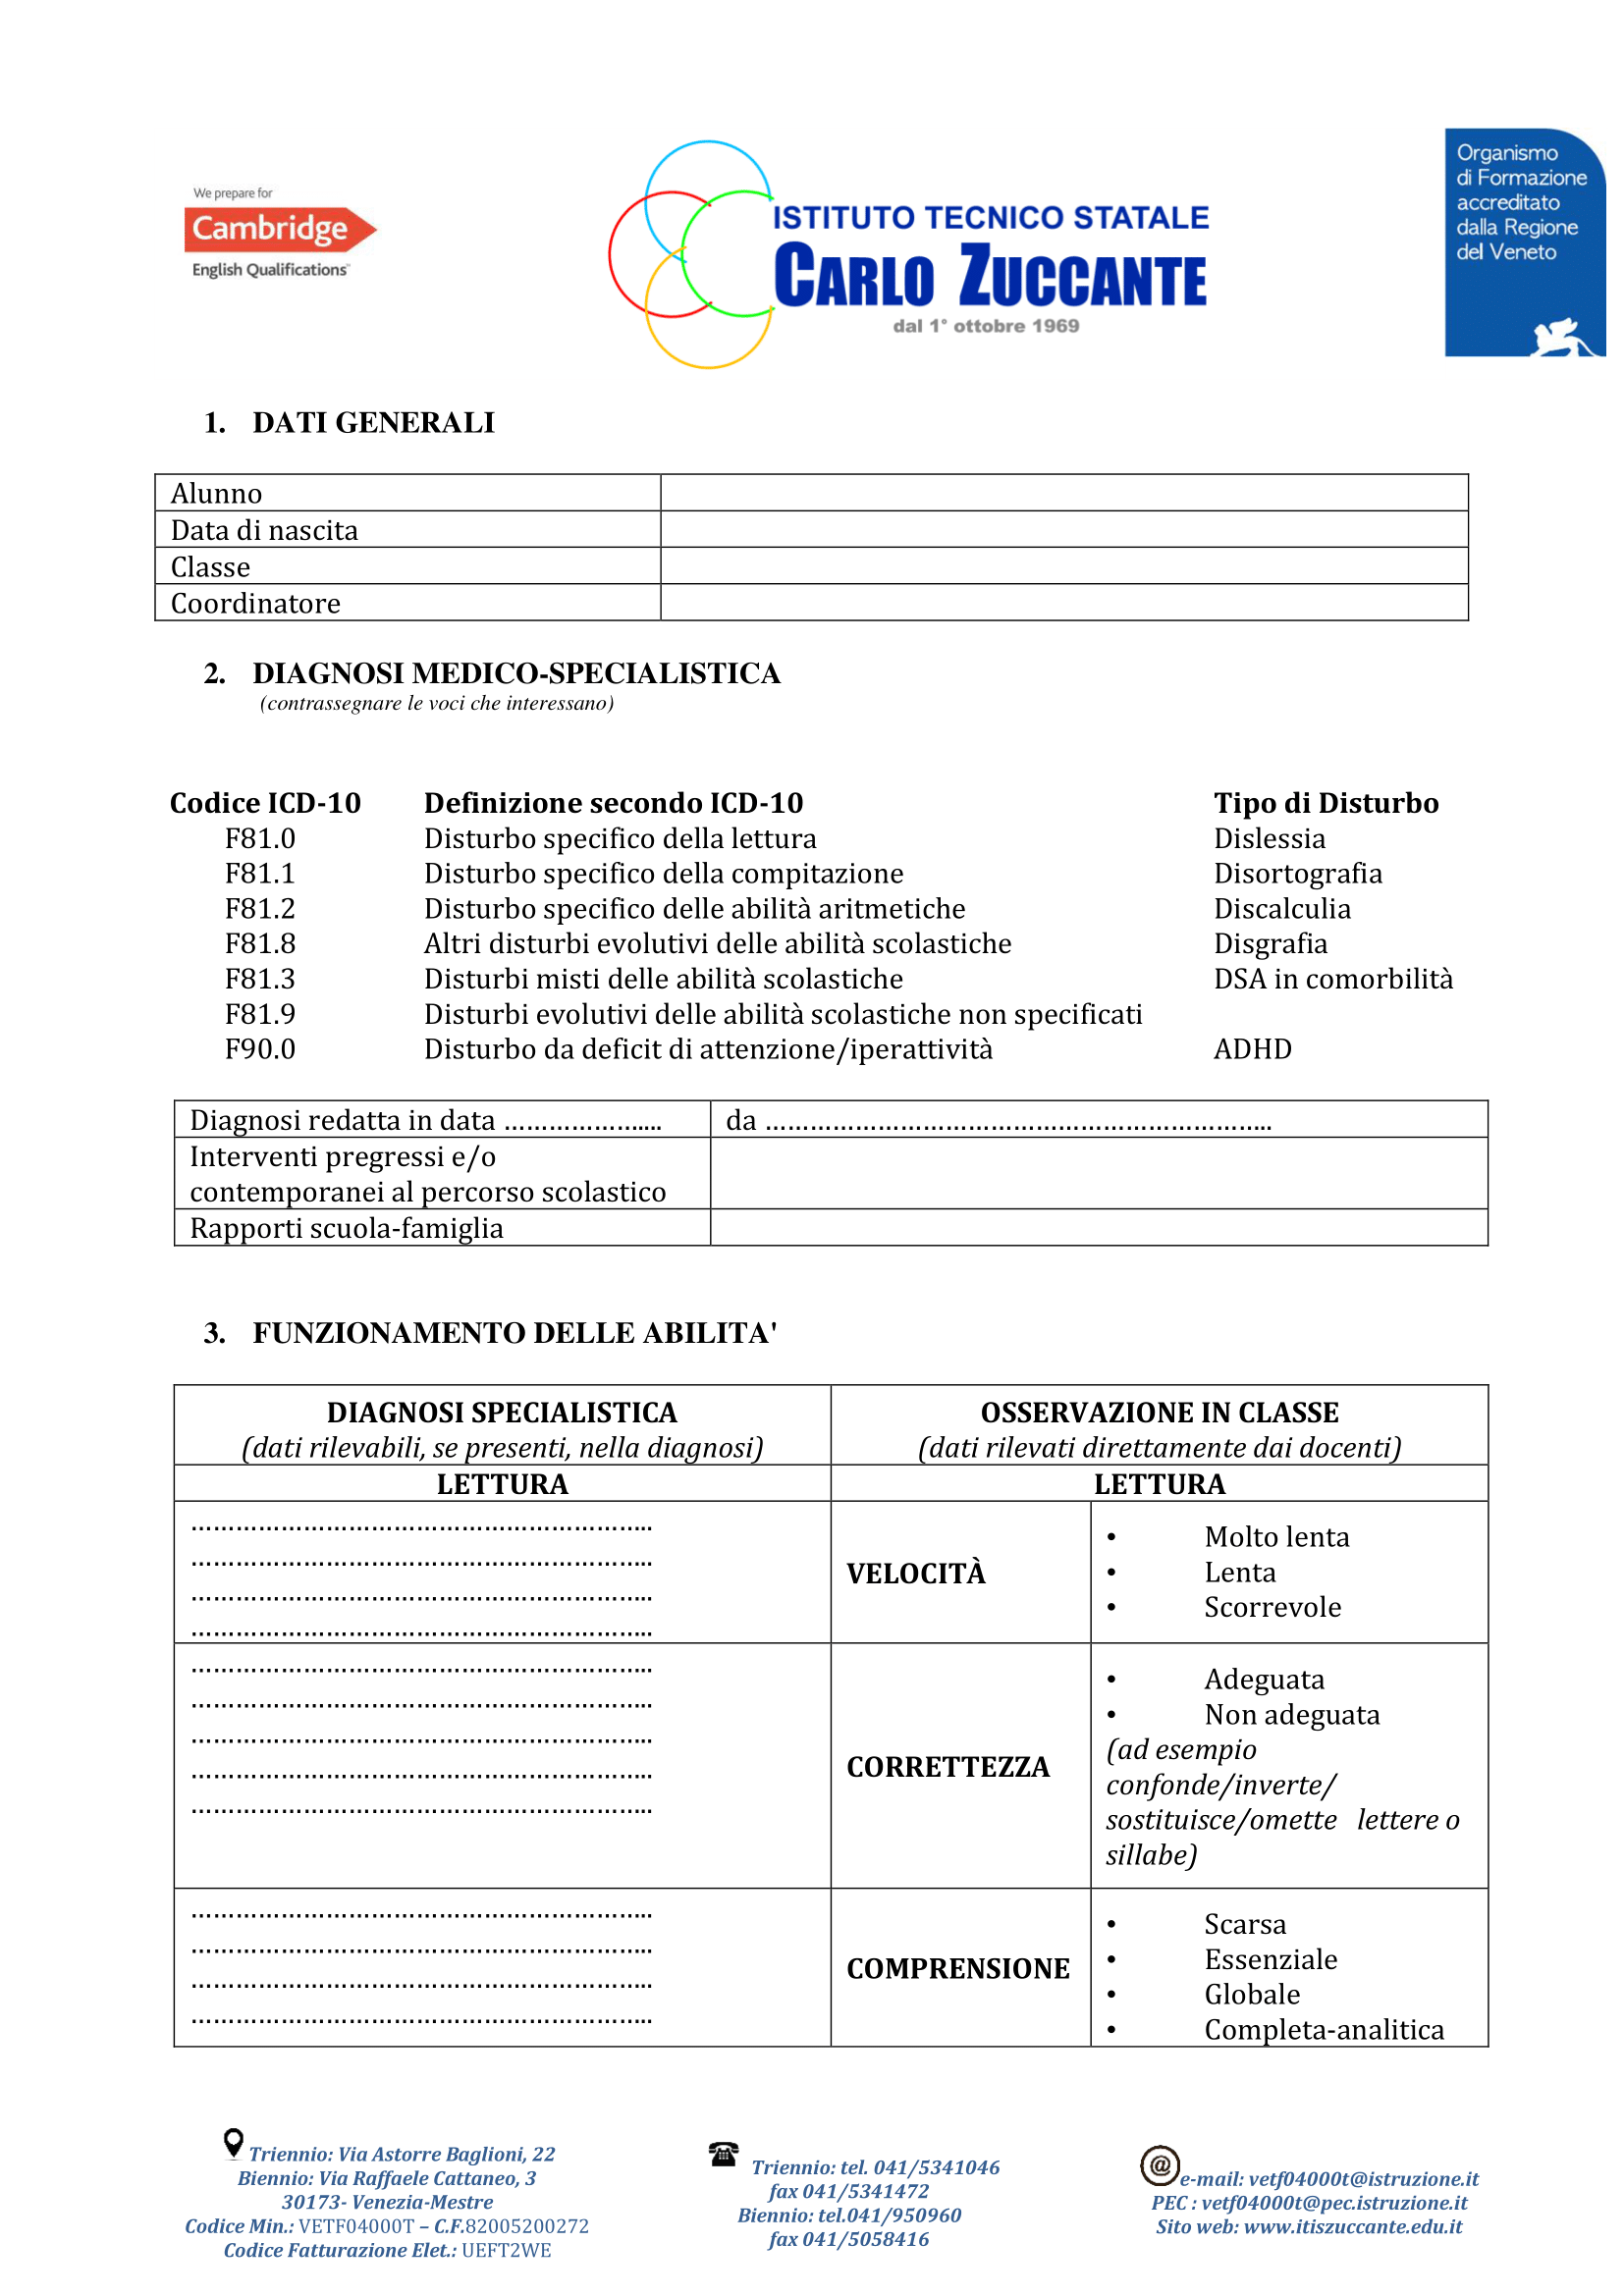 We prepare for
Cambridge
English Qualifications™
ISTITUTO TECNICO STATALE
CARLO ZUCCANTE
dal 1° ottobre 1969
Organismo
di Formazione
accreditato
dalla Regione
del Veneto
1. DATI GENERALI
Alunno
Data di nascita
Classe
Coordinatore
2. DIAGNOSI MEDICO-SPECIALISTICA
(contrassegnare le voci che interessano)
Codice ICD-10 Definizione secondo ICD-10 Tipo di Disturbo
F81.0 Disturbo specifico della lettura Dislessia
F81.1 Disturbo specifico della compitazione Disortografia
F81.2 Disturbo specifico delle abilità aritmetiche Discalculia
F81.8 Altri disturbi evolutivi delle abilità scolastiche Disgrafia
F81.3 Disturbi misti delle abilità scolastiche DSA in comorbilità
F81.9 Disturbi evolutivi delle abilità scolastiche non specificati
F90.0 Disturbo da deficit di attenzione/iperattività ADHD
Diagnosi redatta in data ………………..... da …………………………………………………………..
Interventi pregressi e/o
contemporanei al percorso scolastico
Rapporti scuola-famiglia
3. FUNZIONAMENTO DELLE ABILITA'
DIAGNOSI SPECIALISTICA
(dati rilevabili, se presenti, nella diagnosi)
OSSERVAZIONE IN CLASSE
(dati rilevati direttamente dai docenti)
LETTURA LETTURA
……………………………………………………..
……………………………………………………..
……………………………………………………..
……………………………………………………..
VELOCITÀ
• Molto lenta
• Lenta
• Scorrevole
……………………………………………………..
……………………………………………………..
……………………………………………………..
……………………………………………………..
……………………………………………………..
CORRETTEZZA
• Adeguata
• Non adeguata
(ad esempio
confonde/inverte/
sostituisce/omette lettere o
sillabe)
……………………………………………………..
……………………………………………………..
……………………………………………………..
……………………………………………………..
COMPRENSIONE
• Scarsa
• Essenziale
• Globale
• Completa-analitica
Triennio: Via Astorre Baglioni, 22
Biennio: Via Raffaele Cattaneo, 3
30173- Venezia-Mestre
Codice Min.: VETF04000T – C.F.82005200272
Codice Fatturazione Elet.: UEFT2WE
Triennio: tel. 041/5341046
fax 041/5341472
Biennio: tel.041/950960
fax 041/5058416
@ e-mail: vetf04000t@istruzione.it
PEC : vetf04000t@pec.istruzione.it
Sito web: www.itiszuccante.edu.it